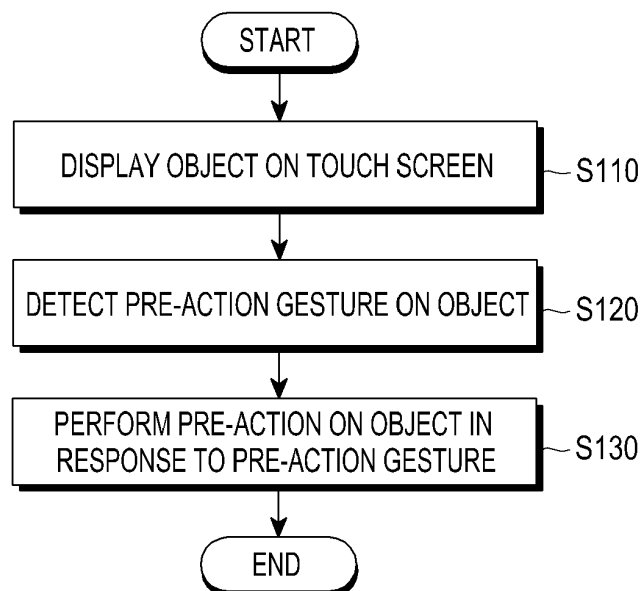 START
DISPLAY OBJECT ON TOUCH SCREEN
S110
DETECT PRE-ACTION GESTURE ON OBJECT
S120
PERFORM PRE-ACTION ON OBJECT IN
RESPONSE TO PRE-ACTION GESTURE
S130
END